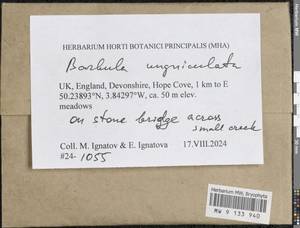 HERBARIUM HORTI BOTANICI PRINCIPALIS (MHA)
Barbula unguiculata
UK, England, Devonshire, Hope Cove, 1 km to E
50.23893°N, 3.84297°W, ca. 50 m elev.
meadows
on stone bridge across
small creek
Coll. M. Ignatov & E. Ignatova 17.VIII.2024
#24- 1055
Herbarium MW, Bryophyta
MW 9 133 940